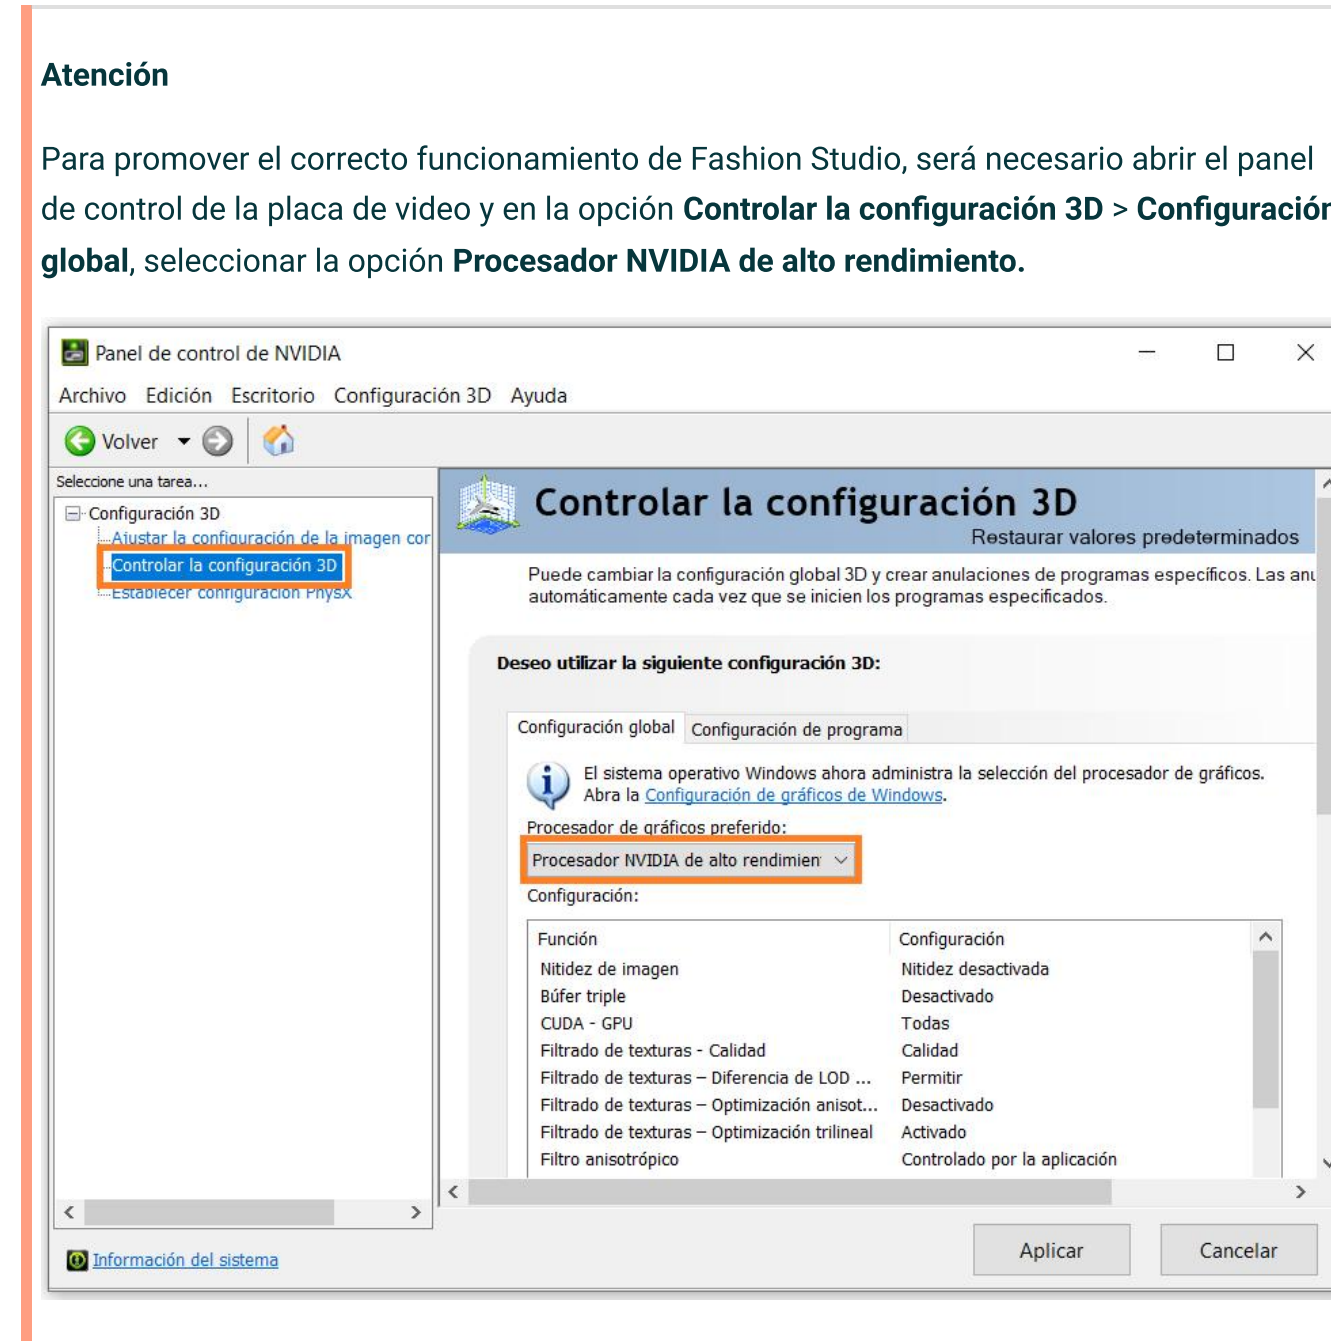 Atención
Para promover el correcto funcionamiento de Fashion Studio, será necesario abrir el panel
de control de la placa de video y en la opción Controlar la configuración 3D > Configuración
global, seleccionar la opción Procesador NVIDIA de alto rendimiento.
Panel de control de NVIDIA
Archivo Edición Escritorio Configuración 3D Ayuda
Volver
Seleccione una tarea...
Configuración 3D
Ajustar la configuración de la imagen cor
Controlar la configuración 3D
Establecer configuración PhysX
Controlar la configuración 3D
Restaurar valores predeterminados
Puede cambiar la configuración global 3D y crear anulaciones de programas específicos. Las anu
automáticamente cada vez que se inicien los programas especificados.
Deseo utilizar la siguiente configuración 3D:
Configuración global Configuración de programa
El sistema operativo Windows ahora administra la selección del procesador de gráficos.
Abra la Configuración de gráficos de Windows.
Procesador de gráficos preferido:
Procesador NVIDIA de alto rendimien
Configuración:
Función Configuración
Nitidez de imagen Nitidez desactivada
Búfer triple Desactivado
CUDA - GPU Todas
Filtrado de texturas - Calidad Calidad
Filtrado de texturas – Diferencia de LOD ... Permitir
Filtrado de texturas – Optimización anisot... Desactivado
Filtrado de texturas – Optimización trilineal Activado
Filtro anisotrópico Controlado por la aplicación
Información del sistema
Aplicar Cancelar